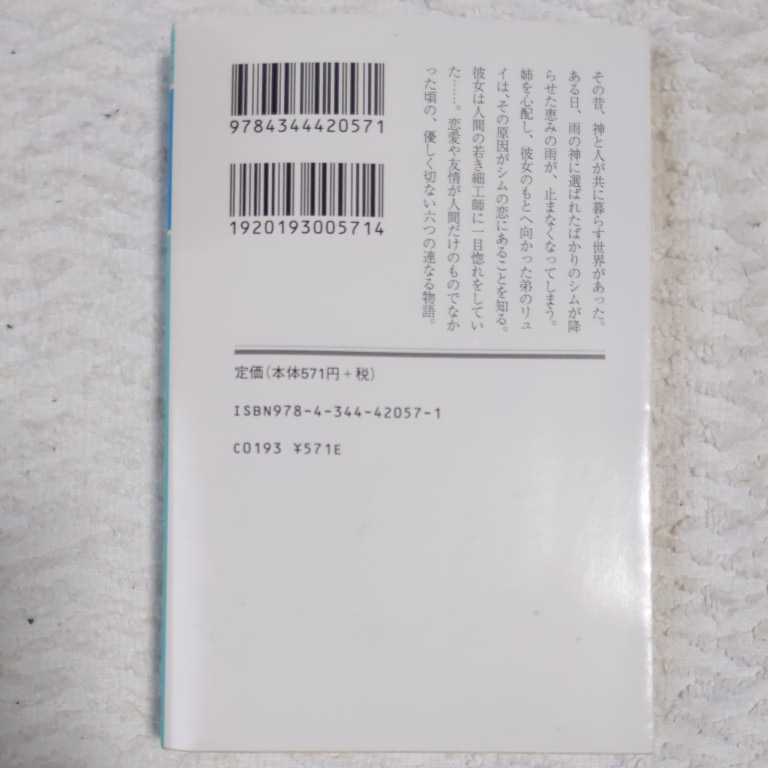 その昔、神と人が共に暮らす世界があった。
ある日、雨の神に選ばれたばかりのシムが降
らせた恵みの雨が、止まなくなってしまう。
姉を心配し、彼女のもとへ向かった弟のリュ
イは、その原因がシムの恋にあることを知る。
彼女は人間の若き細工師に一目惚れをしてい
た……。恋愛や友情が人間だけのものでなか
った頃の、優しく切ない六つの連なる物語。
9784344420571
1920193005714
定価(本体571円+税)
ISBN978-4-344-42057-1
C0193 ¥571E